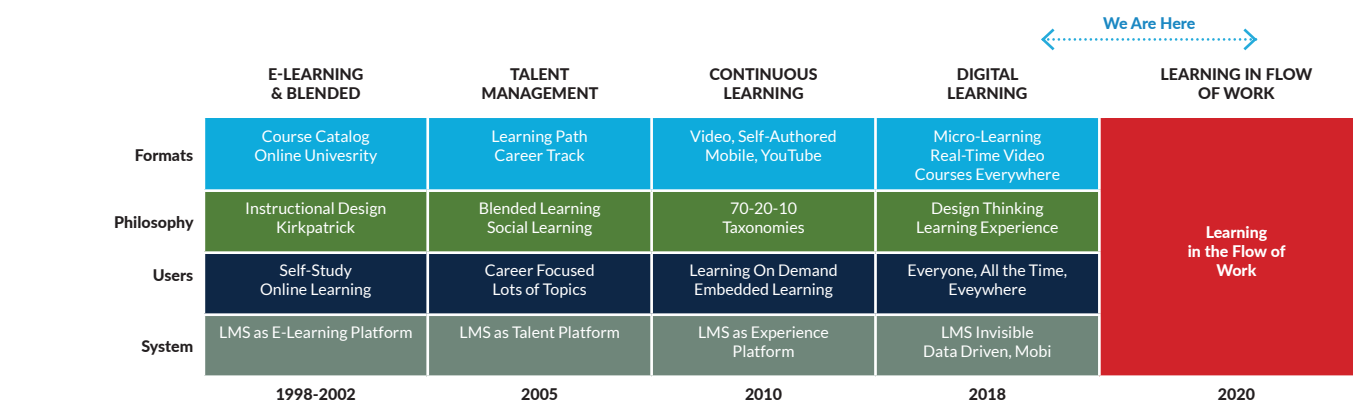 We Are Here
E-LEARNING
& BLENDED
TALENT
MANAGEMENT
CONTINUOUS
LEARNING
DIGITAL
LEARNING
LEARNING IN FLOW
OF WORK
Formats
Course Catalog
Online Univesrity
Learning Path
Career Track
Video, Self-Authored
Mobile, YouTube
Micro-Learning
Real-Time Video
Courses Everywhere
Philosophy
Instructional Design
Kirkpatrick
Blended Learning
Social Learning
70-20-10
Taxonomies
Design Thinking
Learning Experience
Learning
in the Flow of
Work
Users
Self-Study
Online Learning
Career Focused
Lots of Topics
Learning On Demand
Embedded Learning
Everyone, All the Time,
Eveywhere
System
LMS as E-Learning Platform
LMS as Talent Platform
LMS as Experience
Platform
LMS Invisible
Data Driven, Mobi
1998-2002
2005
2010
2018
2020